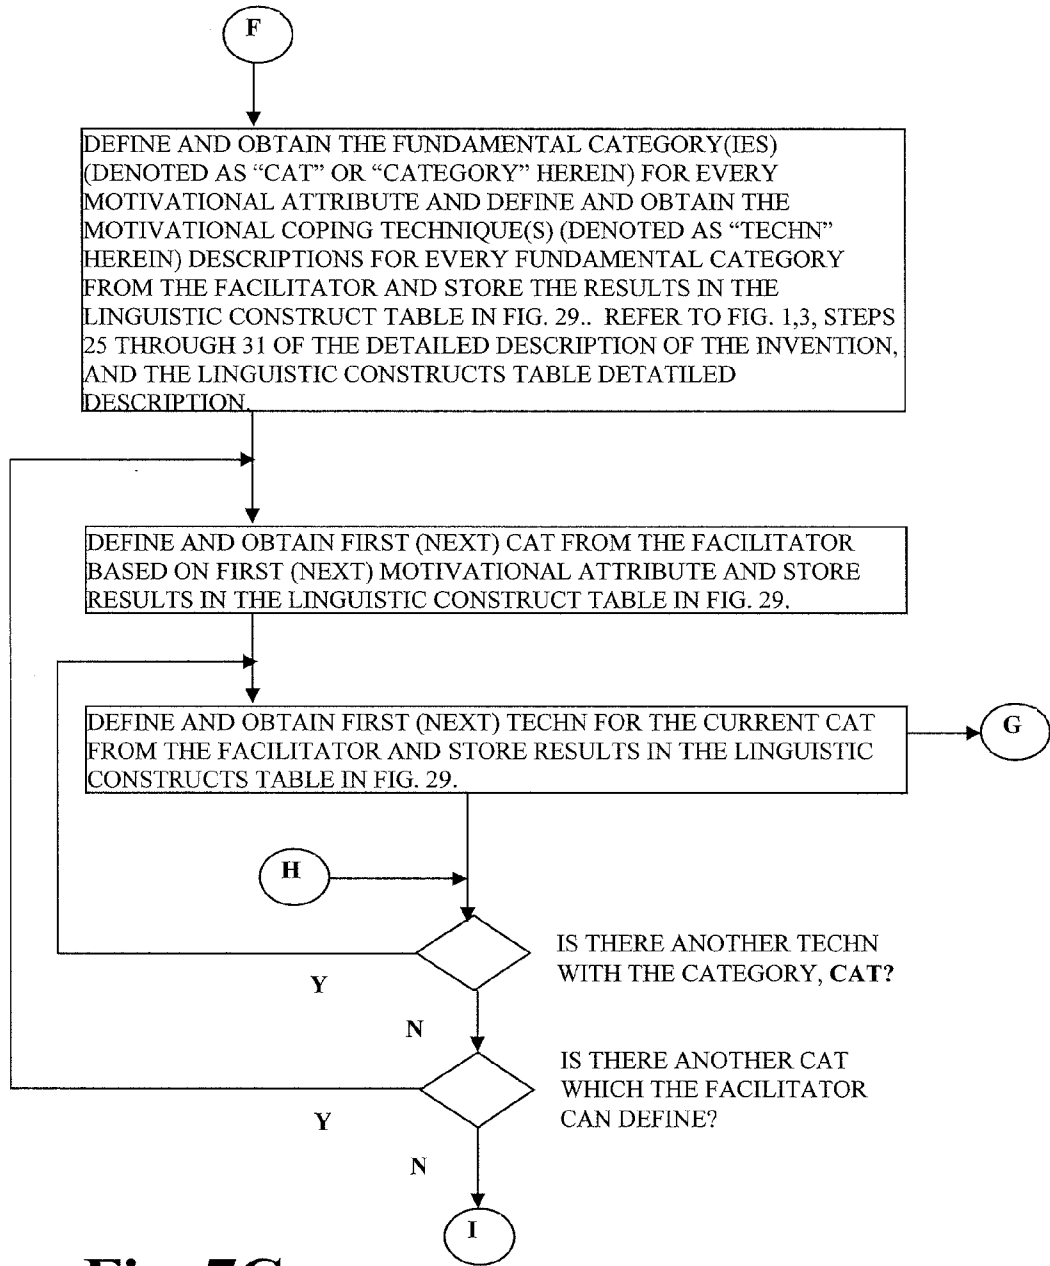 F
DEFINE AND OBTAIN THE FUNDAMENTAL CATEGORY(IES)
(DENOTED AS “CAT” OR “CATEGORY” HEREIN) FOR EVERY
MOTIVATIONAL ATTRIBUTE AND DEFINE AND OBTAIN THE
MOTIVATIONAL COPING TECHNIQUE(S) (DENOTED AS “TECHN”
HEREIN) DESCRIPTIONS FOR EVERY FUNDAMENTAL CATEGORY
FROM THE FACILITATOR AND STORE THE RESULTS IN THE
LINGUISTIC CONSTRUCT TABLE IN FIG. 29.. REFER TO FIG. 1,3, STEPS
25 THROUGH 31 OF THE DETAILED DESCRIPTION OF THE INVENTION,
AND THE LINGUISTIC CONSTRUCTS TABLE DETATILED
DESCRIPTION.
DEFINE AND OBTAIN FIRST (NEXT) CAT FROM THE FACILITATOR
BASED ON FIRST (NEXT) MOTIVATIONAL ATTRIBUTE AND STORE
RESULTS IN THE LINGUISTIC CONSTRUCT TABLE IN FIG. 29.
DEFINE AND OBTAIN FIRST (NEXT) TECHN FOR THE CURRENT CAT
FROM THE FACILITATOR AND STORE RESULTS IN THE LINGUISTIC
CONSTRUCTS TABLE IN FIG. 29.
G
H
IS THERE ANOTHER TECHN
WITH THE CATEGORY, CAT?
Y
N
IS THERE ANOTHER CAT
WHICH THE FACILITATOR
CAN DEFINE?
Y
N
I